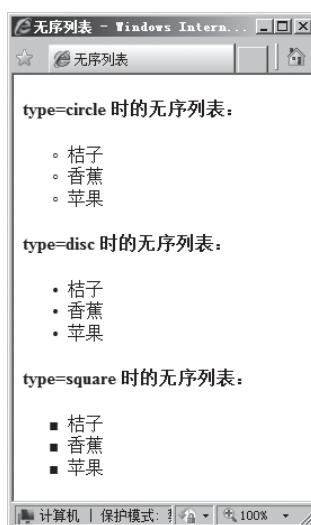 无序列表 - Windows Intern...
无序列表
type=circle 时的无序列表：
桔子
香蕉
苹果
type=disc 时的无序列表：
桔子
香蕉
苹果
type=square 时的无序列表：
桔子
香蕉
苹果
计算机 | 保护模式: 100%